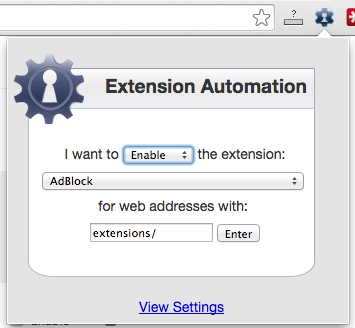 ?
Extension Automation
I want to Enable the extension:
AdBlock
for web addresses with:
extensions/ Enter
View Settings